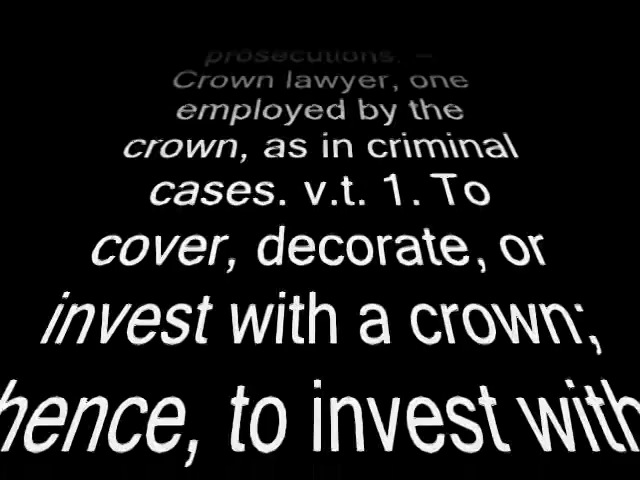 prosecutions. –
Crown lawyer, one
employed by the
crown, as in criminal
cases. v.t. 1. To
cover, decorate, or
invest with a crown;
hence, to invest with